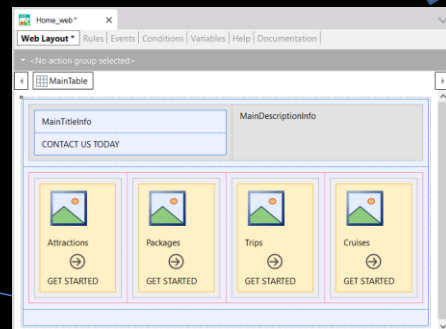 Home_web *
Web Layout * Rules Events Conditions Variables Help Documentation
<No action group selected>
MainTable
MainTitleInfo MainDescriptionInfo
CONTACT US TODAY
Attractions Packages Trips Cruises
GET STARTED GET STARTED GET STARTED GET STARTED